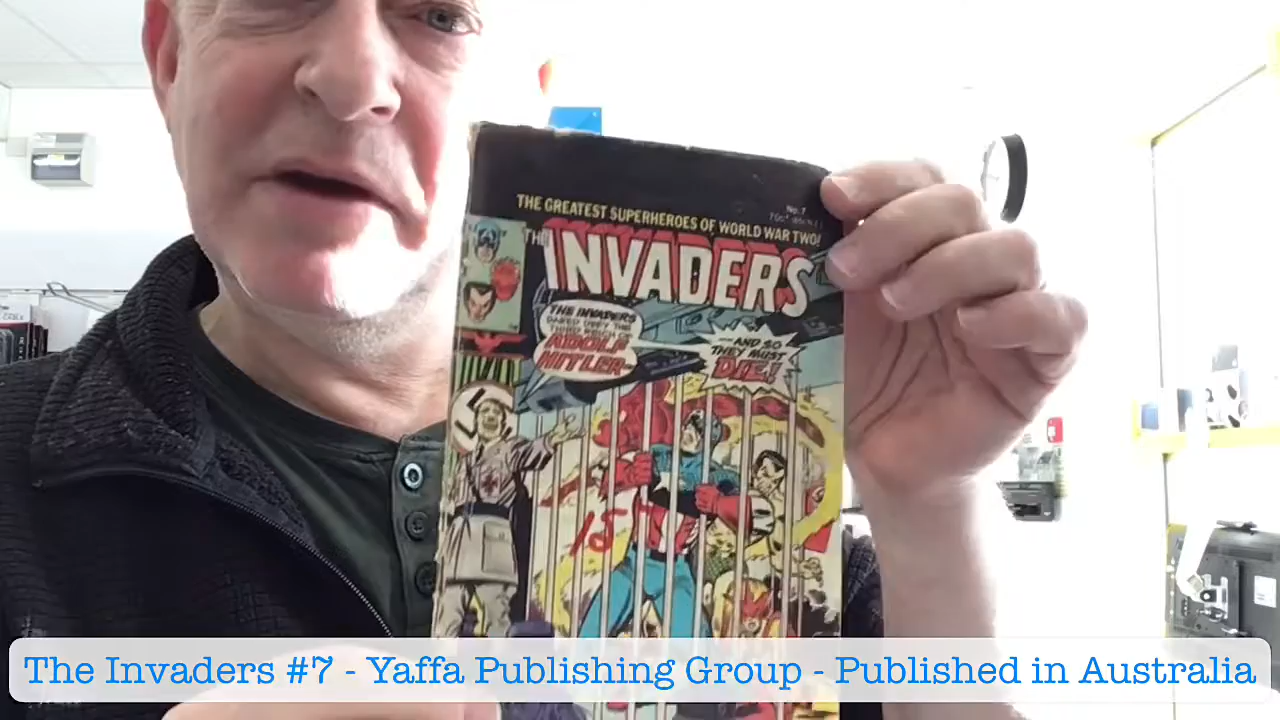 THE GREATEST SUPERHEROES OF WORLD WAR TWO!
No.7
THE
INVADERS
THE INVADERS
DARED DEFY THE
THIRD REICH OF
ADOLF
HITLER--
--AND SO
THEY MUST
DIE!
15
The Invaders #7 - Yaffa Publishing Group - Published in Australia